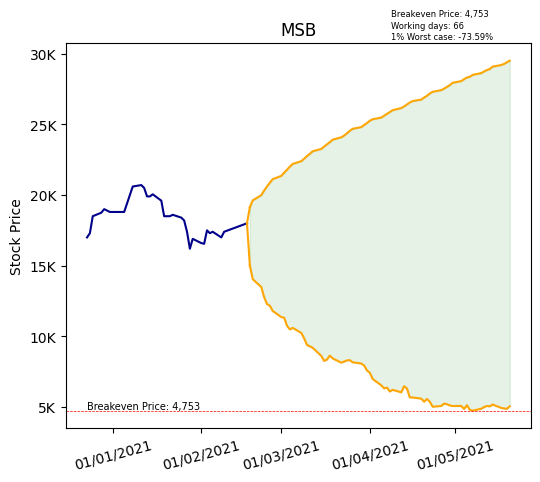 Breakeven Price: 4,753
Working days: 66
1% Worst case: -73.59%
MSB
30K
25K
20K
15K
10K
5K
Stock Price
Breakeven Price: 4,753
01/01/2021
01/02/2021
01/03/2021
01/04/2021
01/05/2021